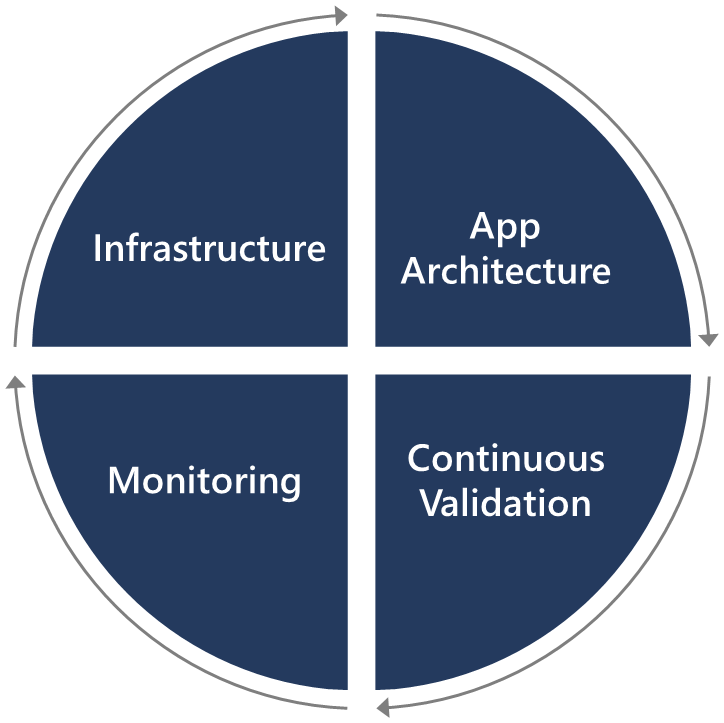 Infrastructure
App
Architecture
Monitoring
Continuous
Validation